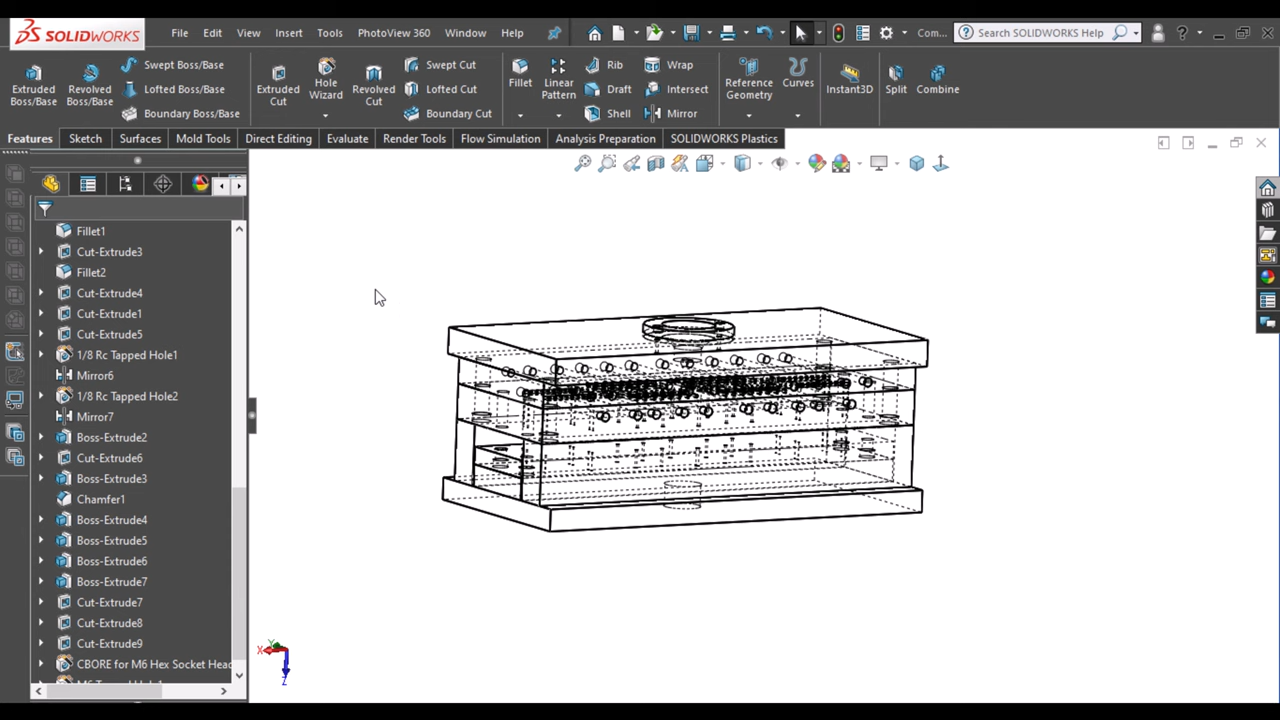 SOLIDWORKS File Edit View Insert Tools PhotoView 360 Window Help Com... Search SOLIDWORKS Help
Extruded Boss/Base
Revolved Boss/Base
Swept Boss/Base
Lofted Boss/Base
Boundary Boss/Base
Extruded Cut
Hole Wizard
Revolved Cut
Swept Cut
Lofted Cut
Boundary Cut
Fillet
Linear Pattern
Rib
Draft
Shell
Wrap
Intersect
Mirror
Reference Geometry
Curves
Instant3D
Split
Combine
Features Sketch Surfaces Mold Tools Direct Editing Evaluate Render Tools Flow Simulation Analysis Preparation SOLIDWORKS Plastics
Fillet1
Cut-Extrude3
Fillet2
Cut-Extrude4
Cut-Extrude1
Cut-Extrude5
1/8 Rc Tapped Hole1
Mirror6
1/8 Rc Tapped Hole2
Mirror7
Boss-Extrude2
Cut-Extrude6
Boss-Extrude3
Chamfer1
Boss-Extrude4
Boss-Extrude5
Boss-Extrude6
Boss-Extrude7
Cut-Extrude7
Cut-Extrude8
Cut-Extrude9
CBORE for M6 Hex Socket Head
X Y
Z